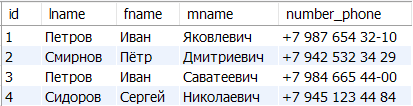 id lname fname mname number_phone
1 Петров Иван Яковлевич +7 987 654 32-10
2 Смирнов Пётр Дмитриевич +7 942 532 34 29
3 Петров Иван Саватеевич +7 984 665 44-00
4 Сидоров Сергей Николаевич +7 945 123 44 84